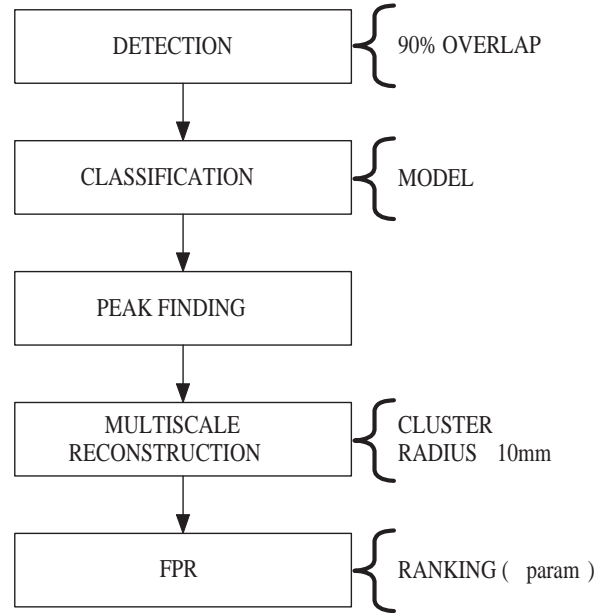 DETECTION
90% OVERLAP
CLASSIFICATION
MODEL
PEAK FINDING
MULTISCALE
RECONSTRUCTION
CLUSTER
RADIUS 10mm
FPR
RANKING ( param )